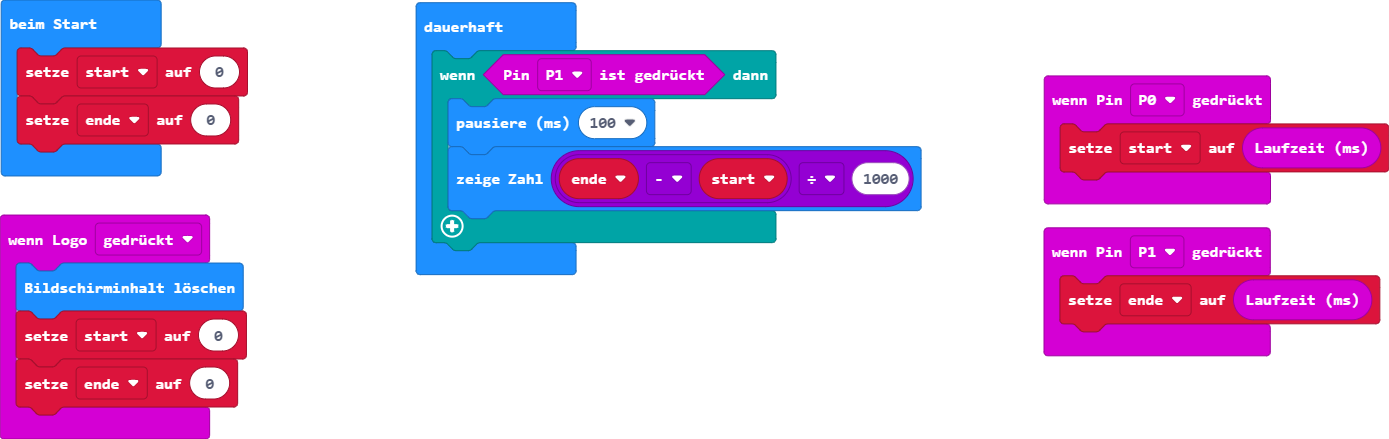 beim Start
setze start auf 0
setze ende auf 0
wenn Logo gedrückt
Bildschirminhalt löschen
setze start auf 0
setze ende auf 0
dauerhaft
wenn Pin P1 ist gedrückt dann
pausiere (ms) 100
zeige Zahl ende - start ÷ 1000
wenn Pin P0 gedrückt
setze start auf Laufzeit (ms)
wenn Pin P1 gedrückt
setze ende auf Laufzeit (ms)